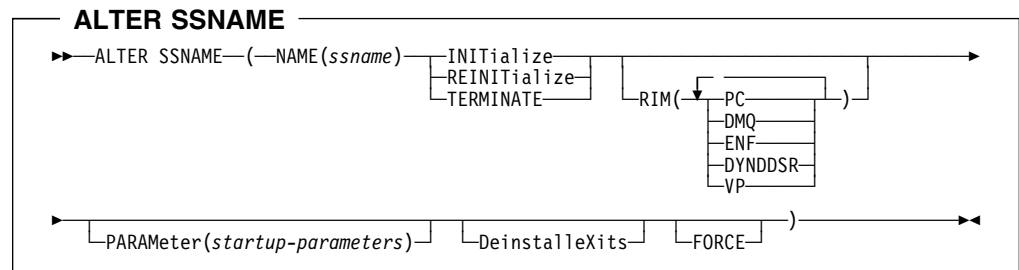 ALTER SSNAME
ALTER SSNAME ( NAME(ssname) INITialize
REINITialize
TERMINATE
RIM( PC )
DMQ
ENF
DYNDDSR
VP
PARAMeter(startup-parameters) DeinstalleXits FORCE )